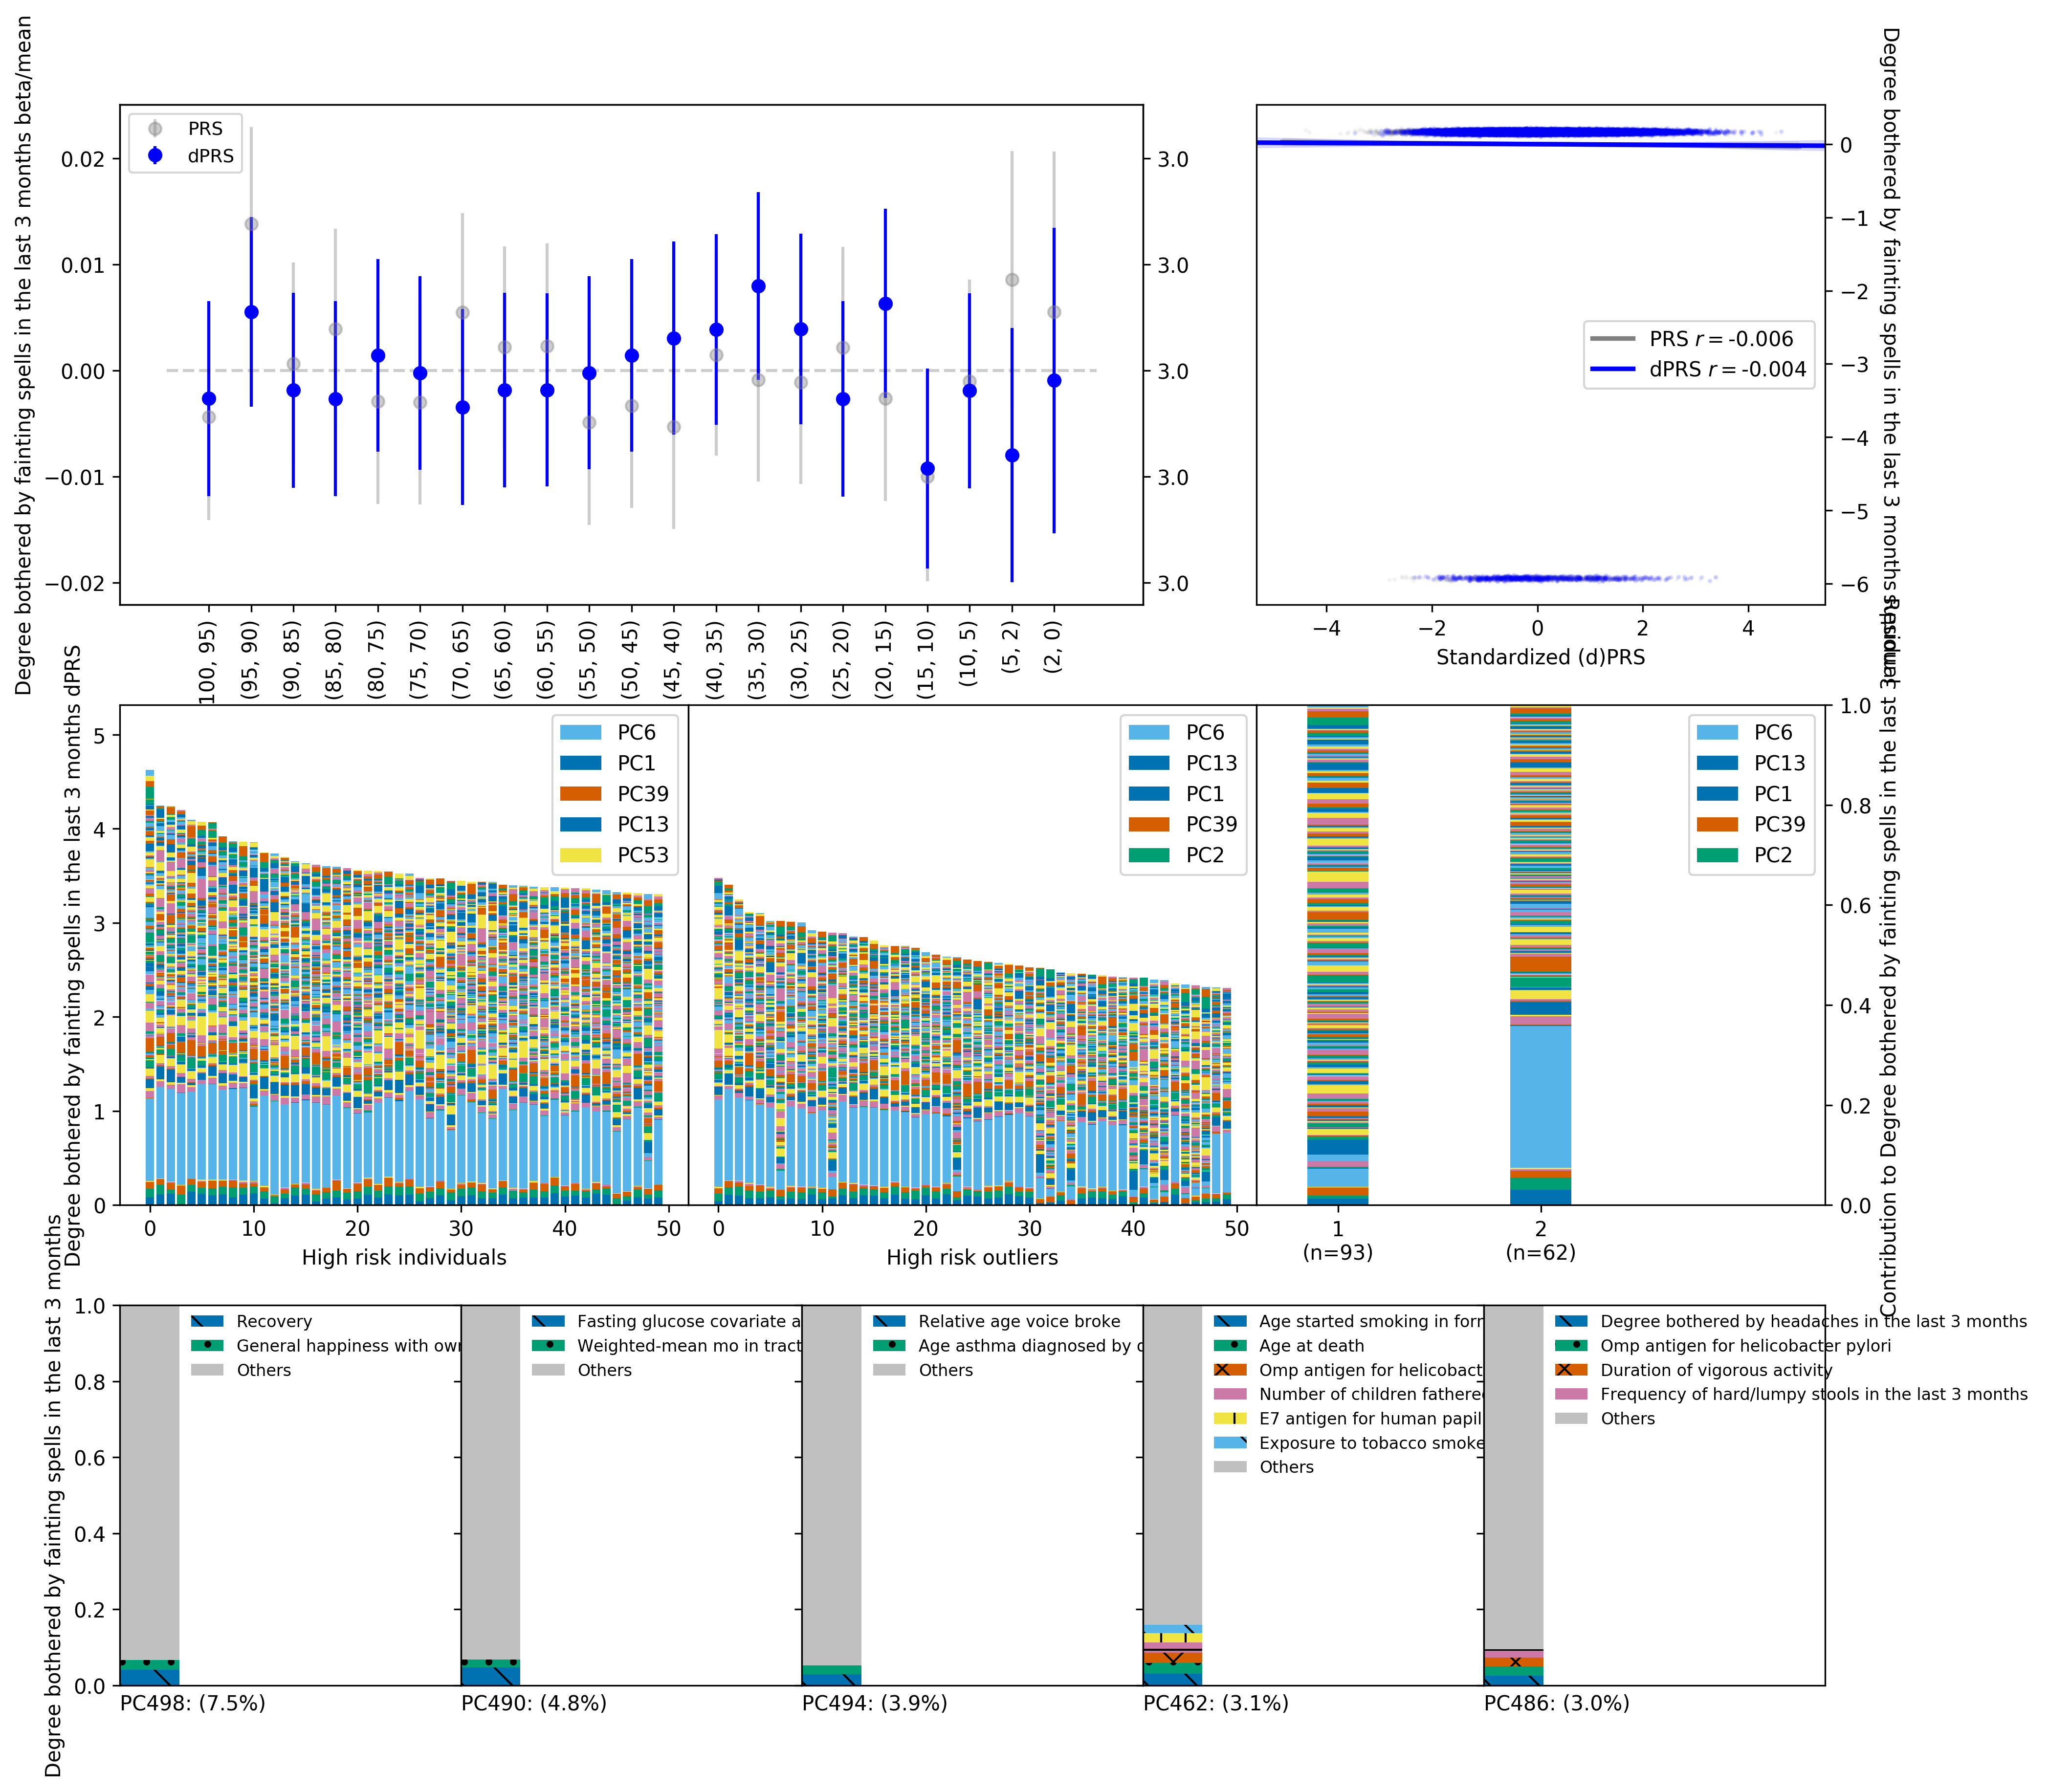 Degree bothered by fainting spells in the last 3 months beta/mean
0.02
0.01
0.00
−0.01
−0.02
PRS
dPRS
3.0
3.0
3.0
3.0
3.0
100, 95)
(95, 90)
(90, 85)
(85, 80)
(80, 75)
(75, 70)
(70, 65)
(65, 60)
(60, 55)
(55, 50)
(50, 45)
(45, 40)
(40, 35)
(35, 30)
(30, 25)
(25, 20)
(20, 15)
(15, 10)
(10, 5)
(5, 2)
(2, 0)
PRS r = -0.006
dPRS r = -0.004
0
−1
−2
−3
−4
−5
−6
−4
−2
0
2
4
Standardized (d)PRS
Degree bothered by fainting spells in the last 3 months
Degree bothered by fainting spells in the last 3 months dPRS
5
4
3
2
1
0
PC6
PC1
PC39
PC13
PC53
0
10
20
30
40
50
High risk individuals
PC6
PC13
PC1
PC39
PC2
0
10
20
30
40
50
High risk outliers
PC6
PC13
PC1
PC39
PC2
1
(n=93)
2
(n=62)
1.0
0.8
0.6
0.4
0.2
0.0
Contribution to Degree bothered by fainting spells in the last 3
Degree bothered by fainting spells in the last 3 months
1.0
0.8
0.6
0.4
0.2
0.0
Recovery
General happiness with own
Others
PC498: (7.5%)
Fasting glucose covariate a
Weighted-mean mo in tract
Others
PC490: (4.8%)
Relative age voice broke
Age asthma diagnosed by d
Others
PC494: (3.9%)
Age started smoking in forr
Age at death
Omp antigen for helicobact
Number of children fathered
E7 antigen for human papil
Exposure to tobacco smoke
Others
PC462: (3.1%)
Degree bothered by headaches in the last 3 months
Omp antigen for helicobacter pylori
Duration of vigorous activity
Frequency of hard/lumpy stools in the last 3 months
Others
PC486: (3.0%)